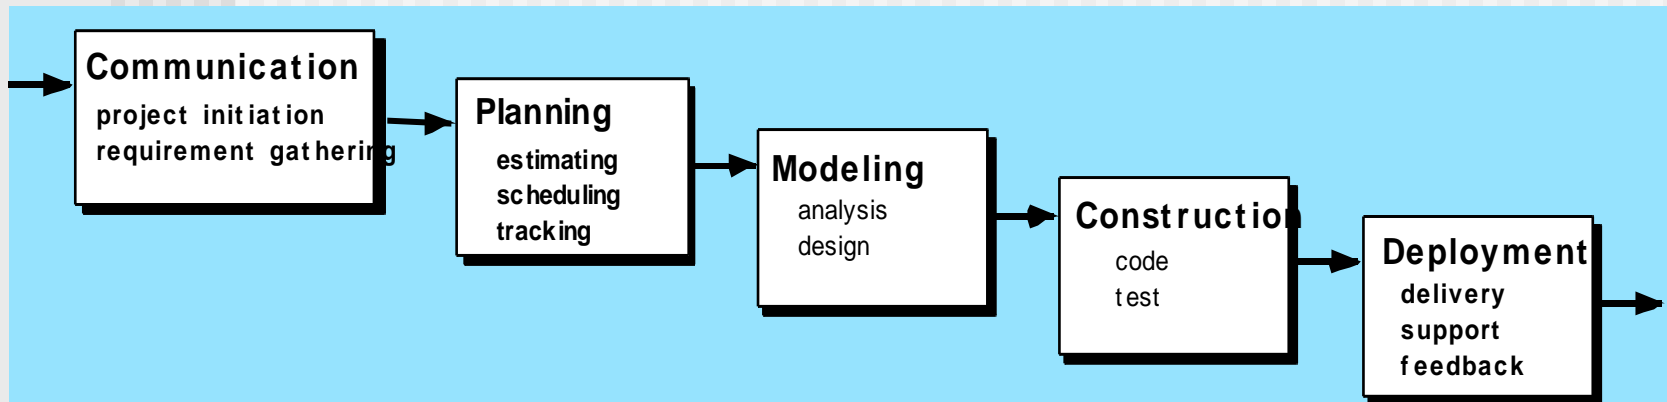 Communication
project initiation
requirement gathering
Planning
estimating
scheduling
tracking
Modeling
analysis
design
Construction
code
test
Deployment
delivery
support
feedback